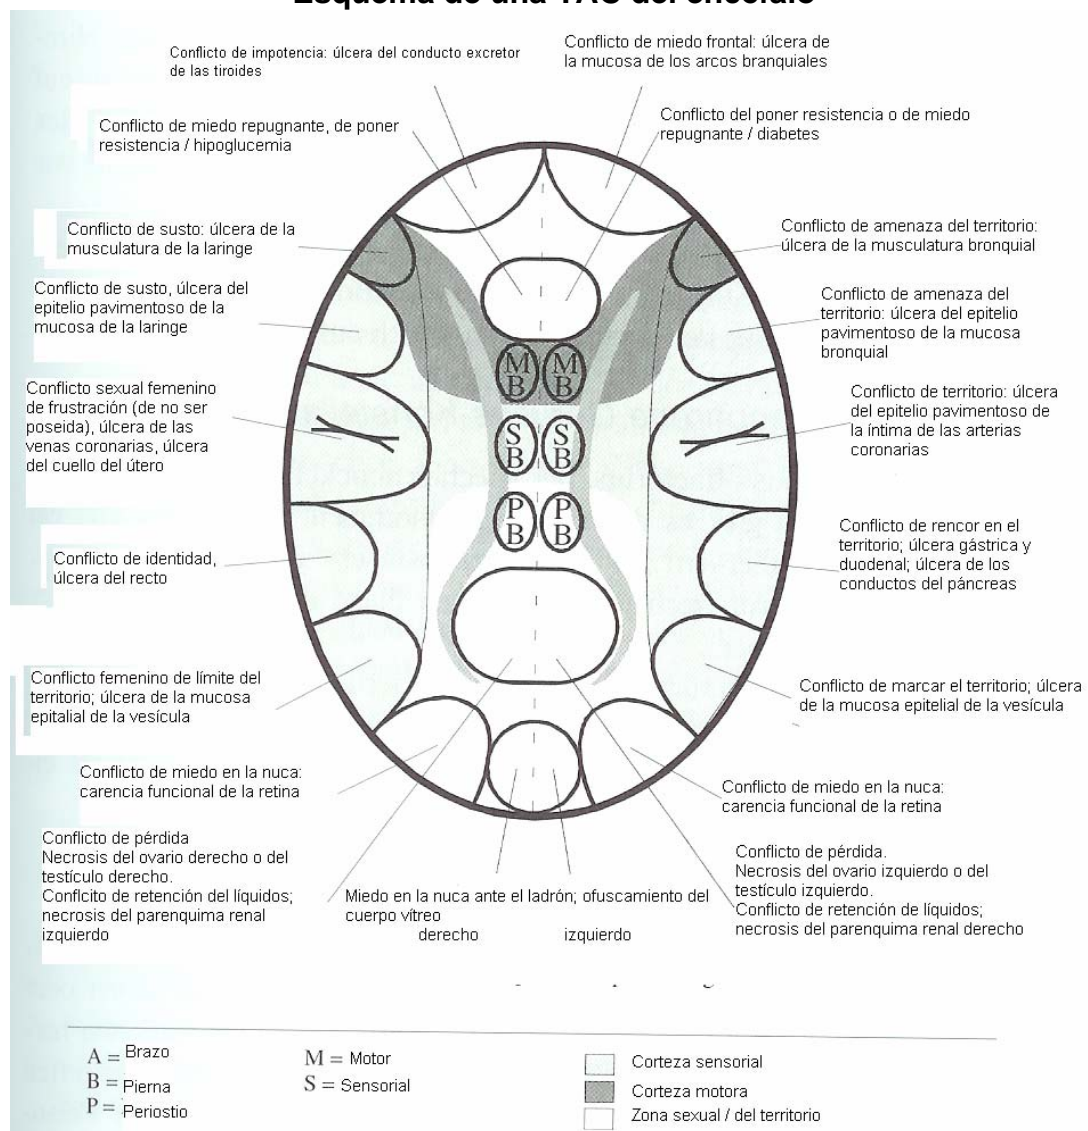 Esquema de una TAC del encéfalo
Conflicto de impotencia: úlcera del conducto excretor
de las tiroides
Conflicto de miedo frontal: úlcera de
la mucosa de los arcos branquiales
Conflicto de miedo repugnante, de poner
resistencia / hipoglucemia
Conflicto del poner resistencia o de miedo
repugnante / diabetes
Conflicto de susto: úlcera de la
musculatura de la laringe
Conflicto de amenaza del territorio:
úlcera de la musculatura bronquial
Conflicto de susto, úlcera del
epitelio pavimentoso de la
mucosa de la laringe
Conflicto de amenaza del
territorio: úlcera del epitelio
pavimentoso de la mucosa
bronquial
Conflicto sexual femenino
de frustración (de no ser
poseida), úlcera de las
venas coronarias, úlcera
del cuello del útero
Conflicto de territorio: úlcera
del epitelio pavimentoso de
la íntima de las arterias
coronarias
M M
B B
S S
B B
P P
B B
Conflicto de identidad,
úlcera del recto
Conflicto de rencor en el
territorio; úlcera gástrica y
duodenal; úlcera de los
conductos del páncreas
Conflicto femenino de límite del
territorio; úlcera de la mucosa
epitalial de la vesícula
Conflicto de marcar el territorio; úlcera
de la mucosa epitelial de la vesícula
Conflicto de miedo en la nuca:
carencia funcional de la retina
Conflicto de miedo en la nuca:
carencia funcional de la retina
Conflicto de pérdida
Necrosis del ovario derecho o del
testículo derecho.
Conflicito de retención del líquidos;
necrosis del parenquima renal
izquierdo
Miedo en la nuca ante el ladrón; ofuscamiento del
cuerpo vítreo
derecho izquierdo
Conflicto de pérdida.
Necrosis del ovario izquierdo o del
testículo izquierdo.
Conflicto de retención de líquidos;
necrosis del parenquima renal derecho
A = Brazo
B = Pierna
P = Periostio
M = Motor
S = Sensorial
Corteza sensorial
Corteza motora
Zona sexual / del territorio